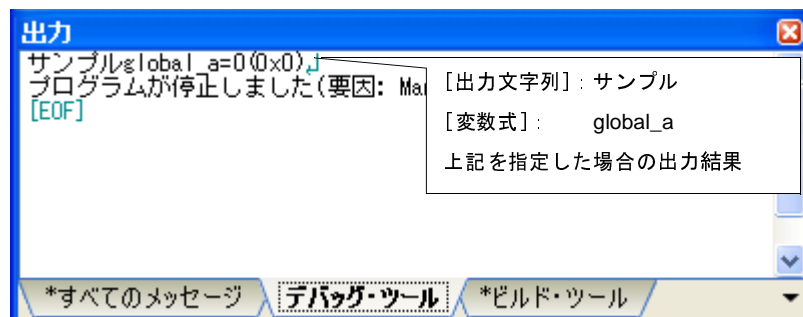 出力
サンプルglobal_a=0(0x0)↲
プログラムが停止しました(要因:
[EOF]
[出力文字列]：サンプル
[変数式]： global_a
上記を指定した場合の出力結果
*すべてのメッセージ
デバッグ・ツール
*ビルド・ツール